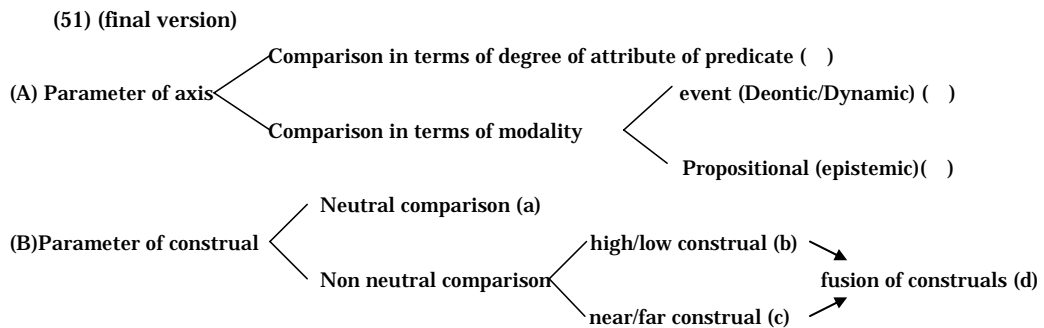 (51) (final version)
Comparison in terms of degree of attribute of predicate ( )
(A) Parameter of axis
event (Deontic/Dynamic) ( )
Comparison in terms of modality
Propositional (epistemic)( )
Neutral comparison (a)
(B)Parameter of construal
high/low construal (b)
Non neutral comparison
fusion of construals (d)
near/far construal (c)